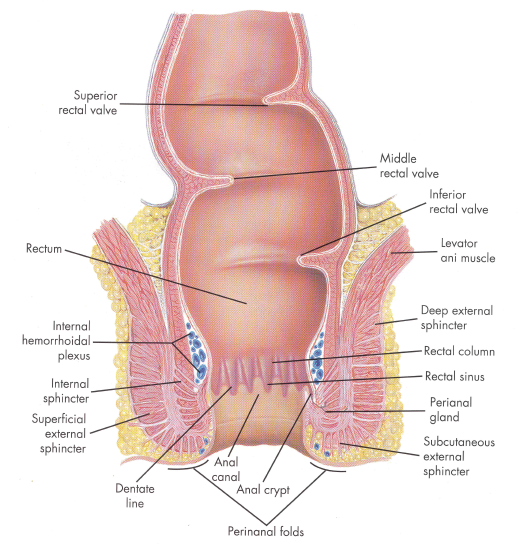 Superior
rectal valve
Middle
rectal valve
Inferior
rectal valve
Rectum
Levator
ani muscle
Deep external
sphincter
Internal
hemorrhoidal
plexus
Rectal column
Rectal sinus
Internal
sphincter
Perianal
gland
Superficial
external
sphincter
Subcutaneous
external
sphincter
Anal
canal
Dentate
line
Anal crypt
Perinanal folds